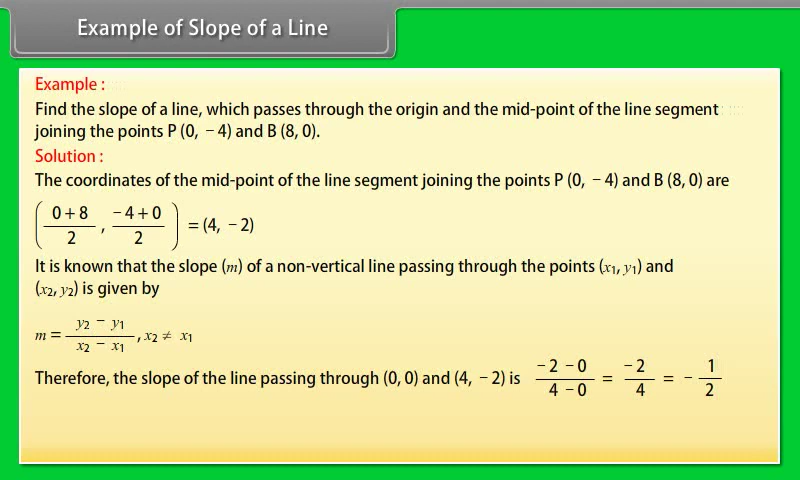 Example of Slope of a Line
Example :
Find the slope of a line, which passes through the origin and the mid-point of the line segment
joining the points P (0, − 4) and B (8, 0).
Solution :
The coordinates of the mid-point of the line segment joining the points P (0, − 4) and B (8, 0) are
( (0 + 8)/2 , (− 4 + 0)/2 ) = (4, − 2)
It is known that the slope (m) of a non-vertical line passing through the points (x₁, y₁) and
(x₂, y₂) is given by
m = (y₂ − y₁)/(x₂ − x₁) , x₂ ≠ x₁
Therefore, the slope of the line passing through (0, 0) and (4, − 2) is (− 2 − 0)/(4 − 0) = (− 2)/4 = − 1/2